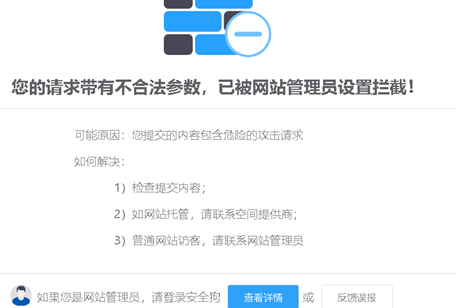 您的请求带有不合法参数，已被网站管理员设置拦截！
可能原因：您提交的内容包含危险的攻击请求
如何解决：
1）检查提交内容；
2）如网站托管，请联系空间提供商；
3）普通网站访客，请联系网站管理员
如果您是网站管理员，请登录安全狗 查看详情 或 反馈误报